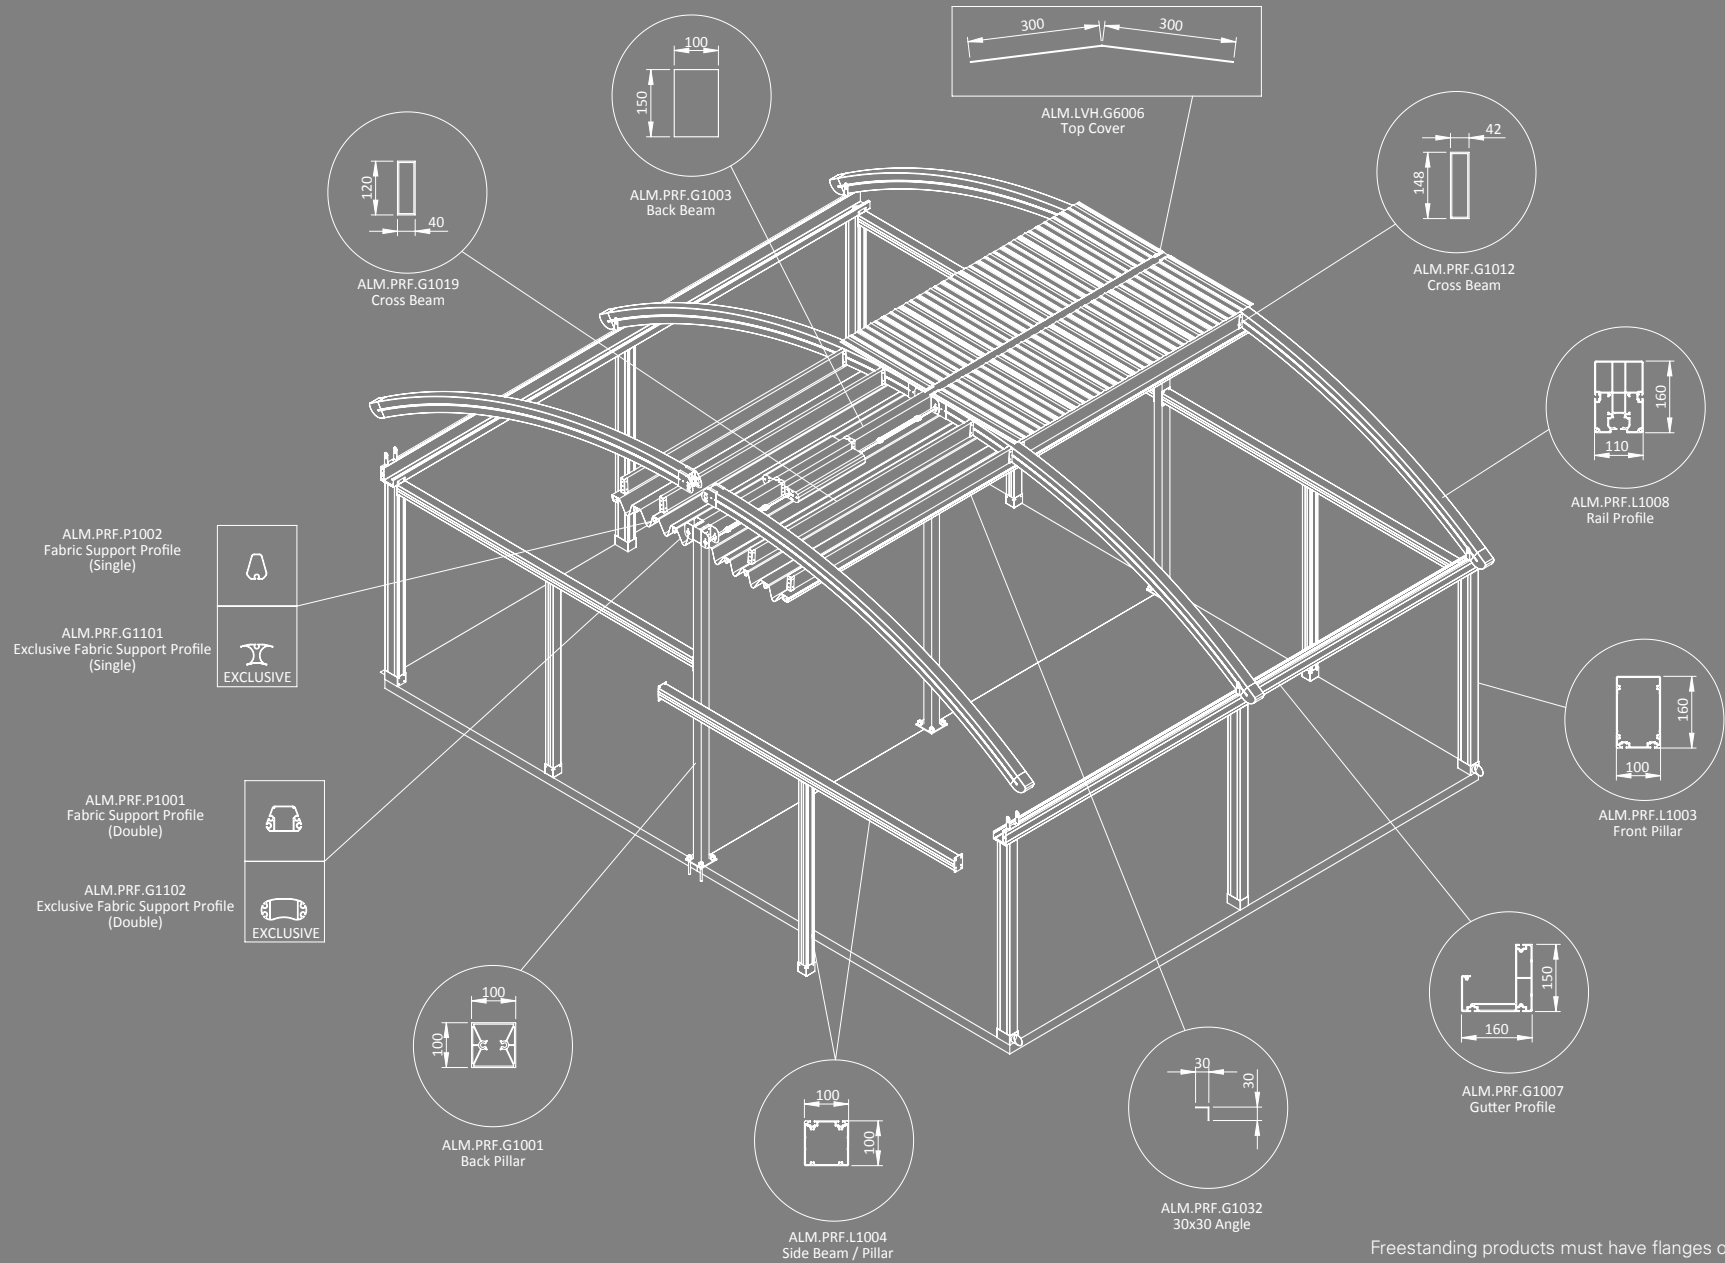 300
300
ALM.LVH.G6006
Top Cover
100
150
ALM.PRF.G1003
Back Beam
120
40
ALM.PRF.G1019
Cross Beam
42
148
ALM.PRF.G1012
Cross Beam
160
110
ALM.PRF.L1008
Rail Profile
ALM.PRF.P1002
Fabric Support Profile
(Single)
ALM.PRF.G1101
Exclusive Fabric Support Profile
(Single)
EXCLUSIVE
160
100
ALM.PRF.L1003
Front Pillar
ALM.PRF.P1001
Fabric Support Profile
(Double)
ALM.PRF.G1102
Exclusive Fabric Support Profile
(Double)
EXCLUSIVE
150
160
ALM.PRF.G1007
Gutter Profile
100
100
ALM.PRF.G1001
Back Pillar
100
100
ALM.PRF.L1004
Side Beam / Pillar
30
30
ALM.PRF.G1032
30x30 Angle
Freestanding products must have flanges